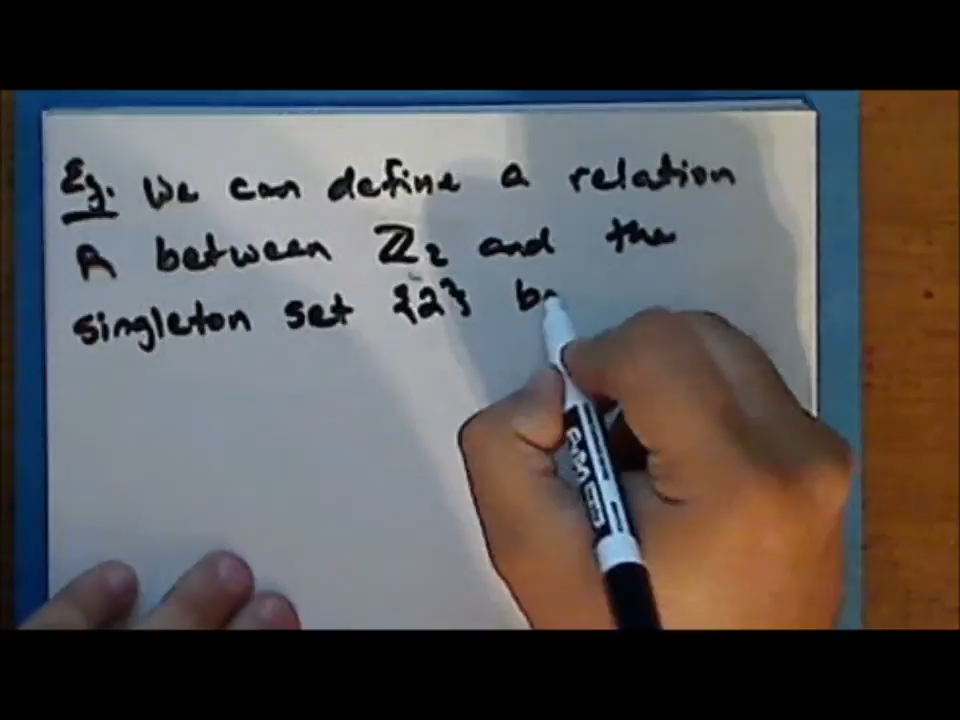 Eg. We can define a relation
R between ℤ₂ and the
singleton set {2}